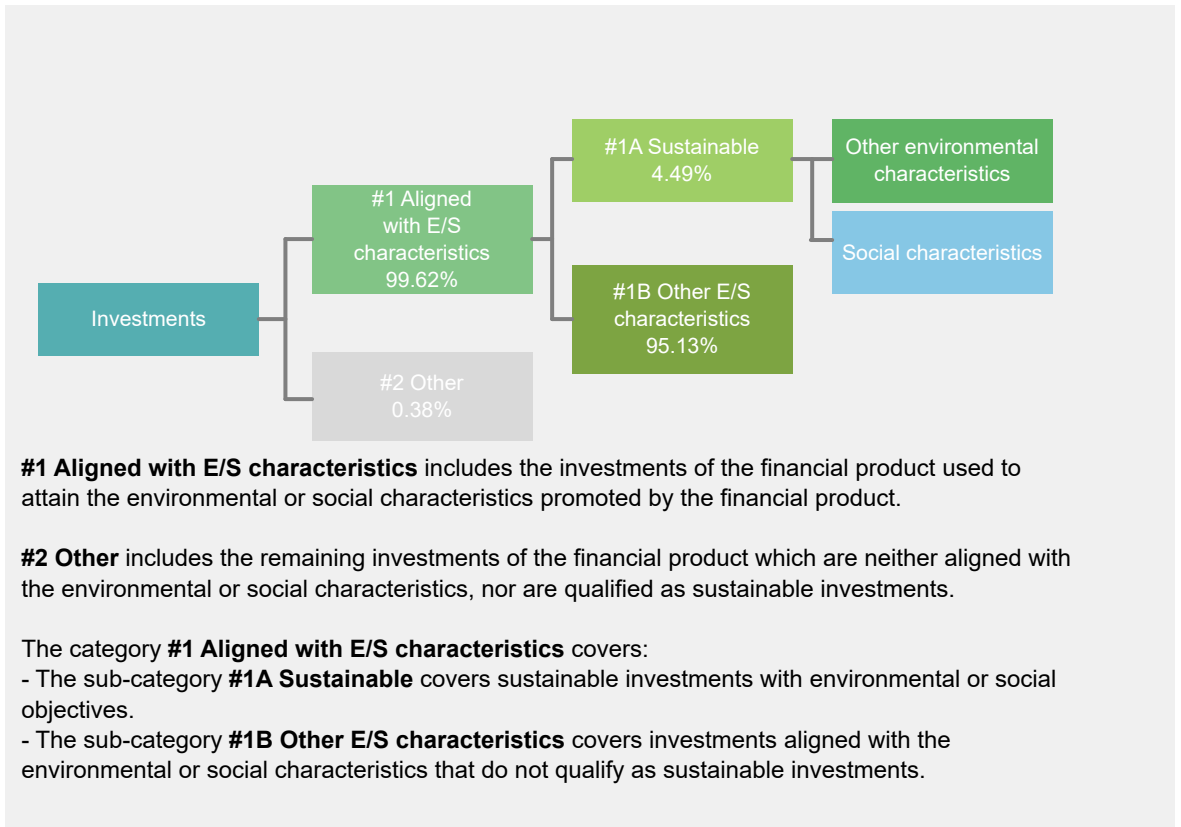 Investments
#1 Aligned
with E/S
characteristics
99.62%
#2 Other
0.38%
#1A Sustainable
4.49%
#1B Other E/S
characteristics
95.13%
Other environmental
characteristics
Social characteristics
#1 Aligned with E/S characteristics includes the investments of the financial product used to
attain the environmental or social characteristics promoted by the financial product.
#2 Other includes the remaining investments of the financial product which are neither aligned with
the environmental or social characteristics, nor are qualified as sustainable investments.
The category #1 Aligned with E/S characteristics covers:
- The sub-category #1A Sustainable covers sustainable investments with environmental or social
objectives.
- The sub-category #1B Other E/S characteristics covers investments aligned with the
environmental or social characteristics that do not qualify as sustainable investments.